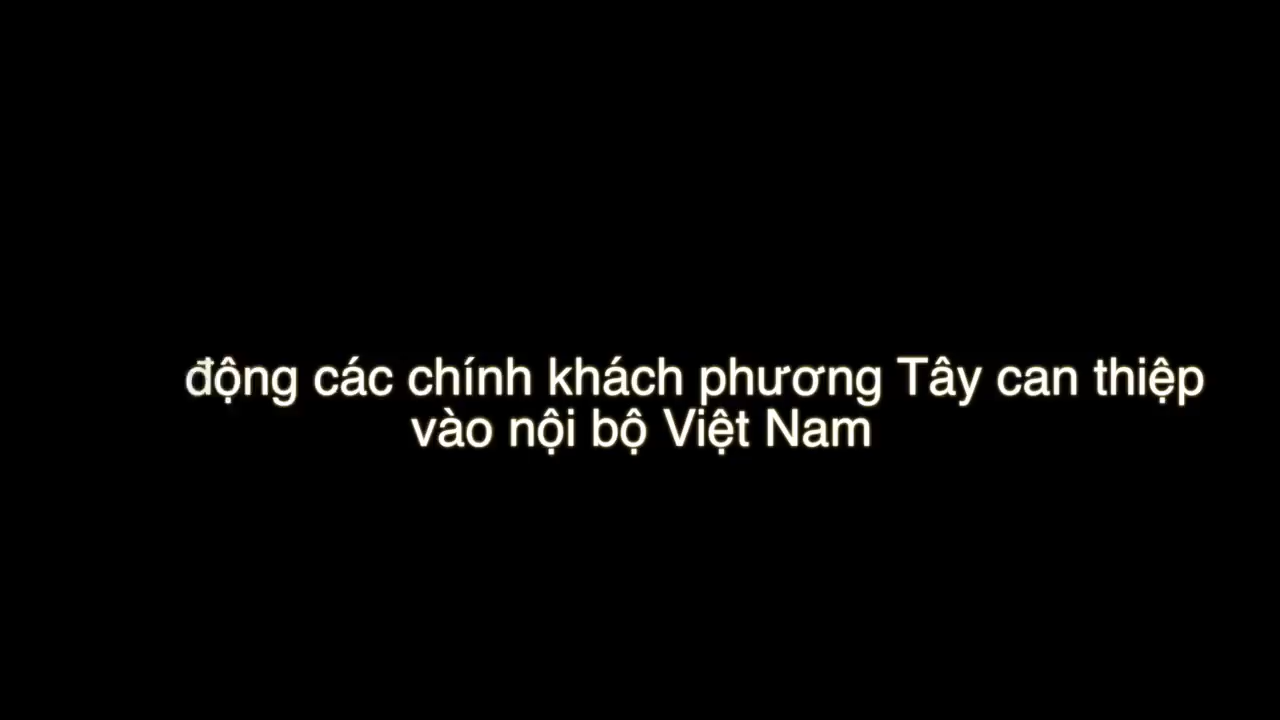 động các chính khách phương Tây can thiệp
vào nội bộ Việt Nam